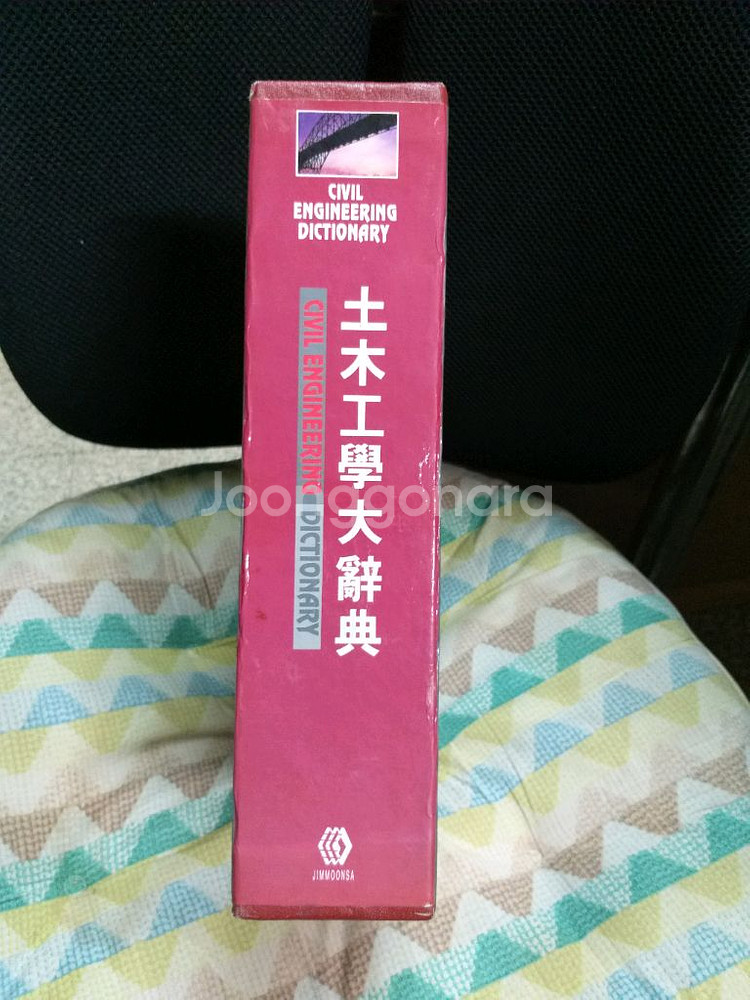 CIVIL
ENGINEERING
DICTIONARY
土木工學大辭典
CIVIL ENGINEERING DICTIONARY
Joonggonara
JIMMOONSA